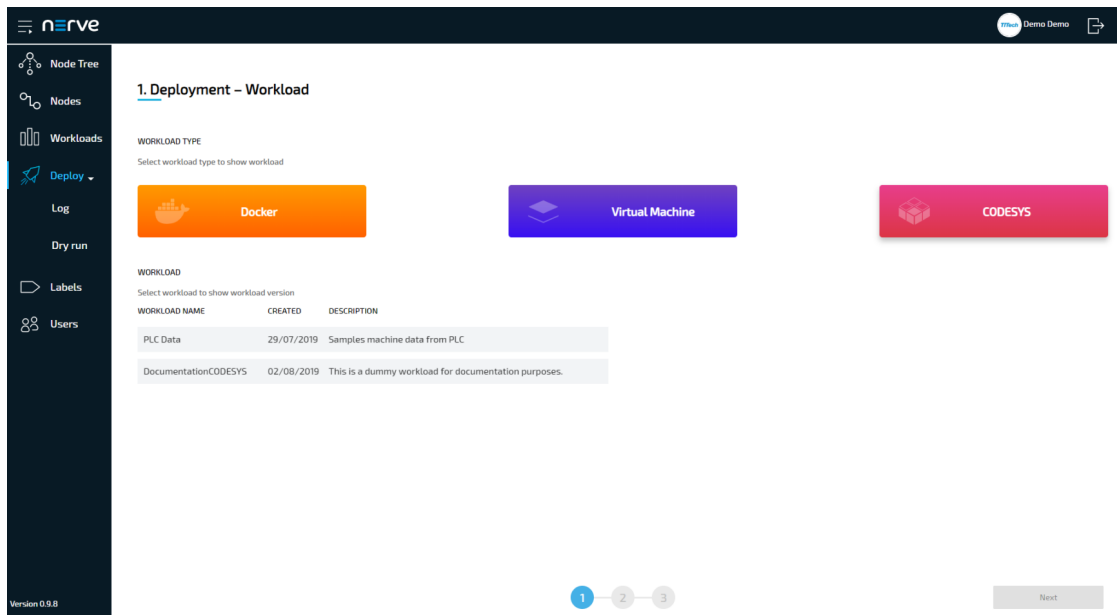 nerve
TTTech Demo Demo
Node Tree
Nodes
Workloads
Deploy
Log
Dry run
Labels
Users
Version 0.9.8
1. Deployment – Workload
WORKLOAD TYPE
Select workload type to show workload
Docker Virtual Machine CODESYS
WORKLOAD
Select workload to show workload version
WORKLOAD NAME CREATED DESCRIPTION
PLC Data 29/07/2019 Samples machine data from PLC
DocumentationCODESYS 02/08/2019 This is a dummy workload for documentation purposes.
1 2 3
Next